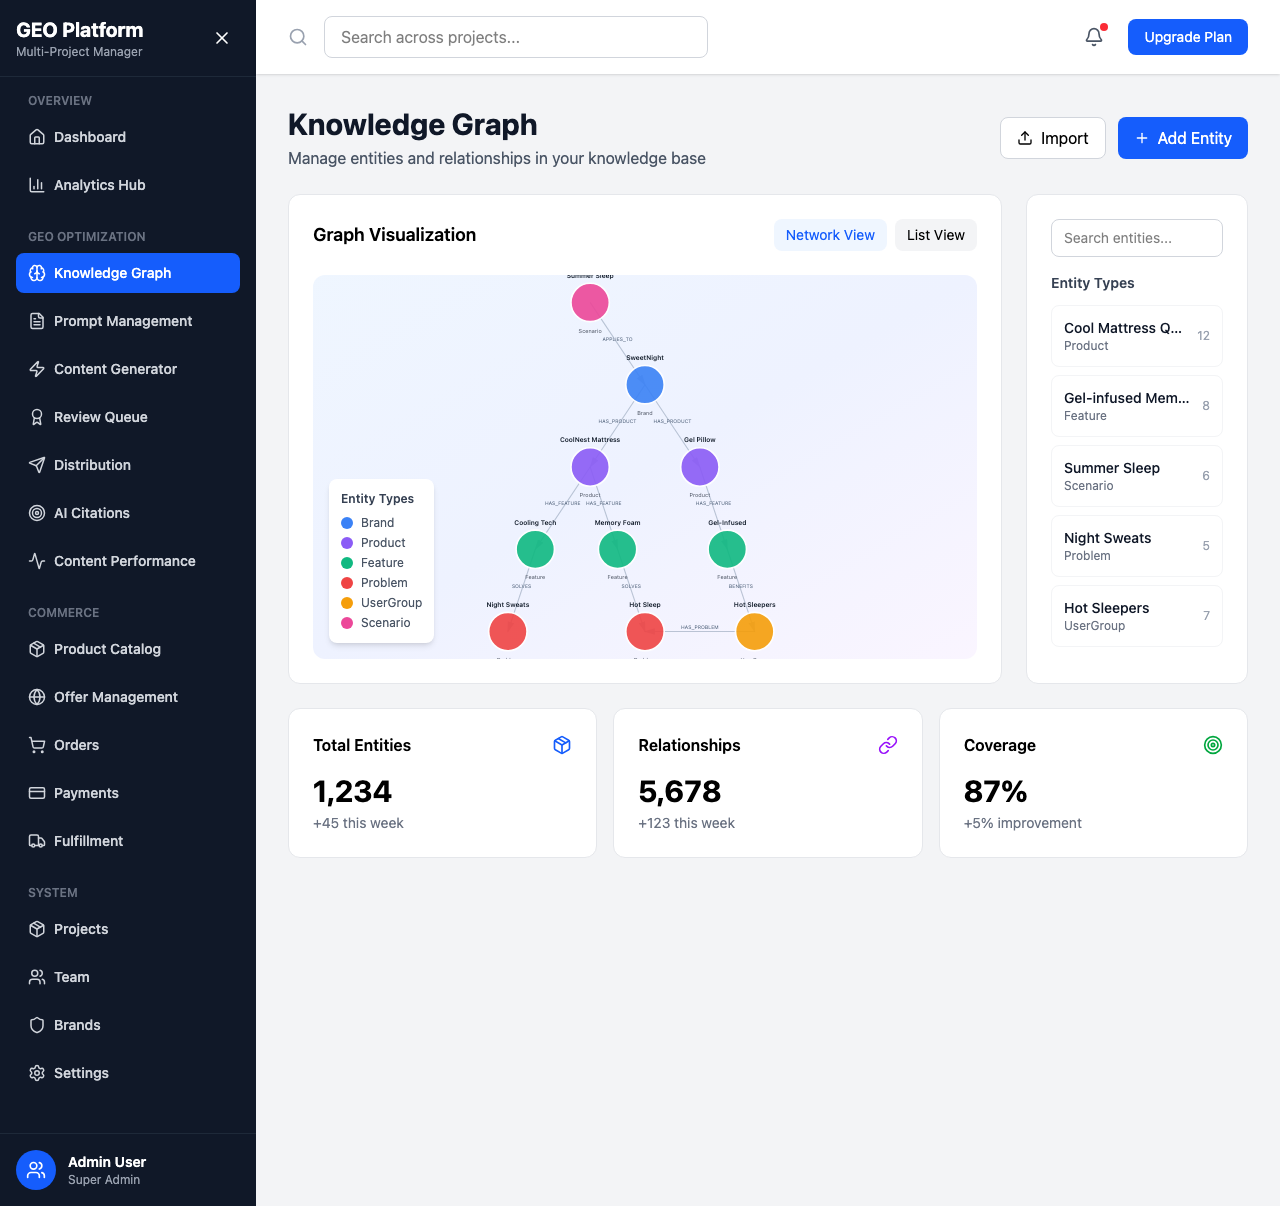 GEO Platform
Multi-Project Manager
OVERVIEW
Dashboard
Analytics Hub
GEO OPTIMIZATION
Knowledge Graph
Prompt Management
Content Generator
Review Queue
Distribution
AI Citations
Content Performance
COMMERCE
Product Catalog
Offer Management
Orders
Payments
Fulfillment
SYSTEM
Projects
Team
Brands
Settings
Admin User
Super Admin
Search across projects...
Upgrade Plan
Knowledge Graph
Manage entities and relationships in your knowledge base
Import
Add Entity
Graph Visualization
Network View
List View
Summer Sleep
Scenario
APPLIES_TO
SweetNight
Brand
HAS_PRODUCT
HAS_PRODUCT
CoolNest Mattress
Gel Pillow
Product
Product
HAS_FEATURE
HAS_FEATURE
HAS_FEATURE
Cooling Tech
Memory Foam
Gel-Infused
Feature
Feature
Feature
SOLVES
SOLVES
BENEFITS
Night Sweats
Hot Sleep
Hot Sleepers
HAS_PROBLEM
Entity Types
Brand
Product
Feature
Problem
UserGroup
Scenario
Search entities...
Entity Types
Cool Mattress Q... 12
Product
Gel-infused Mem... 8
Feature
Summer Sleep 6
Scenario
Night Sweats 5
Problem
Hot Sleepers 7
UserGroup
Total Entities
1,234
+45 this week
Relationships
5,678
+123 this week
Coverage
87%
+5% improvement